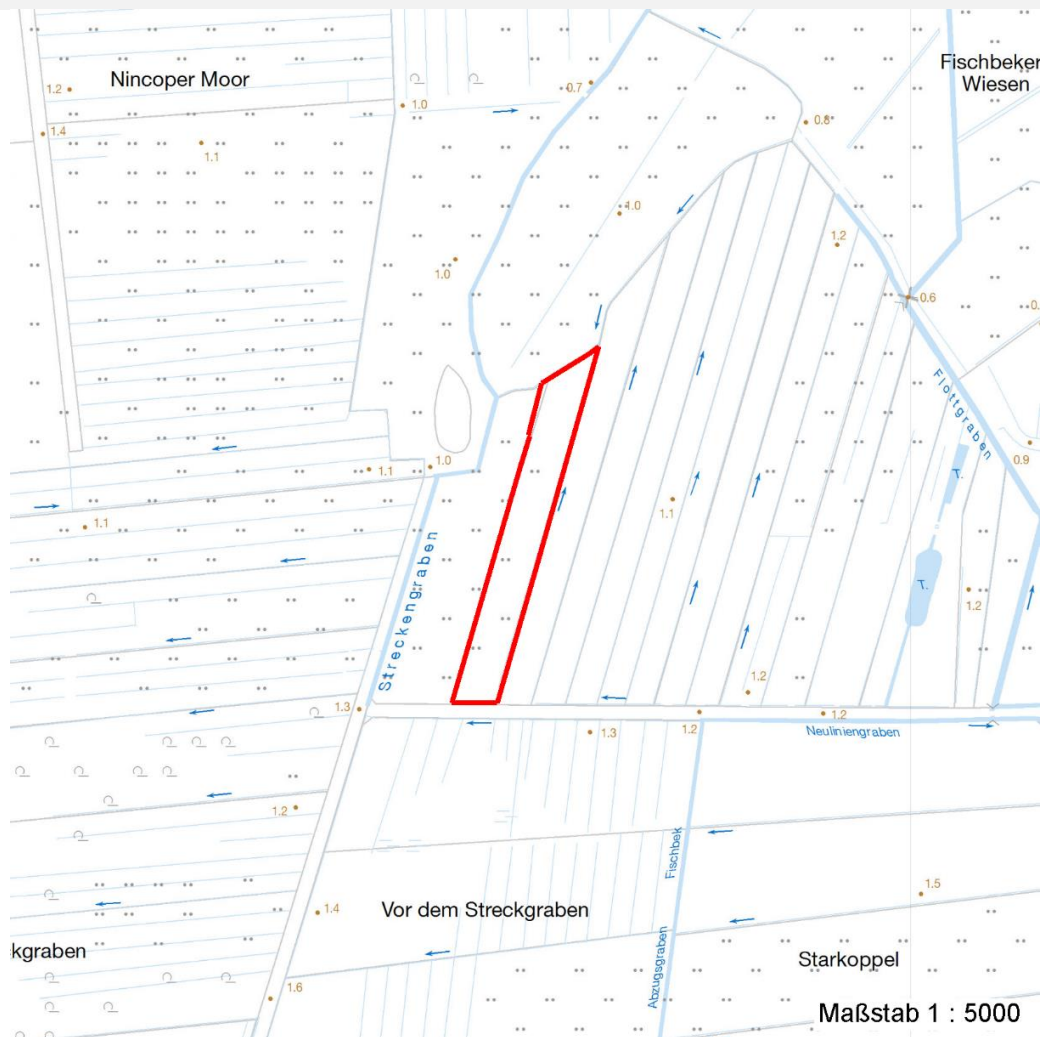 Nincoper Moor
Fischbeker
Wiesen
1.2
1.4
1.1
1.0
0.7
0.8
1.0
1.0
1.2
0.6
0.
Flottgraben
0.9
1.1
1.0
1.1
1.1
T.
T.
1.2
Streckengraben
1.3
1.2
1.3
1.2
1.2
Neuliniengraben
1.2
Fischbek
1.4
Vor dem Streckgraben
1.5
kgraben
Abzugsgraben
Starkoppel
1.6
Maßstab 1 : 5000